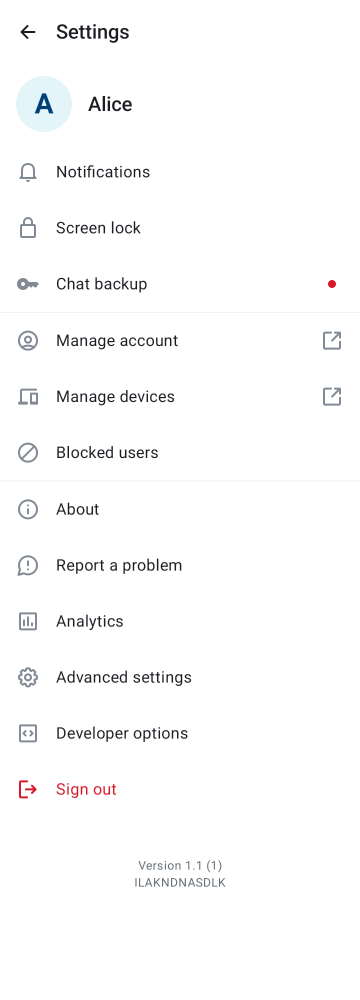 Settings
A
Alice
Notifications
Screen lock
Chat backup
Manage account
Manage devices
Blocked users
About
Report a problem
Analytics
Advanced settings
Developer options
Sign out
Version 1.1 (1)
ILAKNDNASDLK